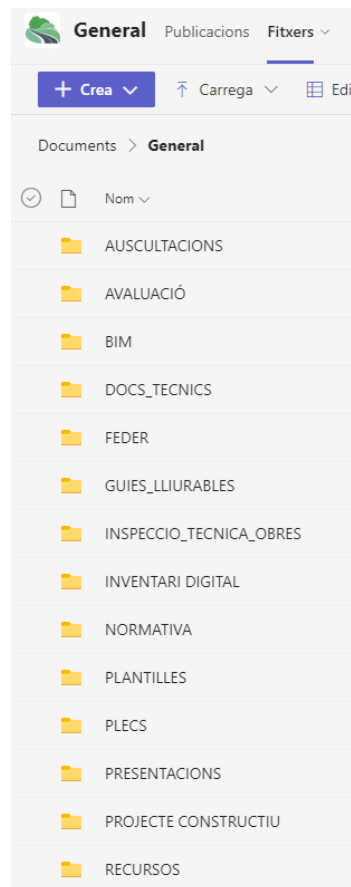 General Publicacions Fitxers
Crea Carrega
Documents > General
Nom
AUSCULTACIONS
AVALUACIÓ
BIM
DOCS_TECNICS
FEDER
GUIES_LLIURABLES
INSPECCIO_TECNICA_OBRES
INVENTARI DIGITAL
NORMATIVA
PLANTILLES
PLECS
PRESENTACIONS
PROJECTE CONSTRUCTIU
RECURSOS